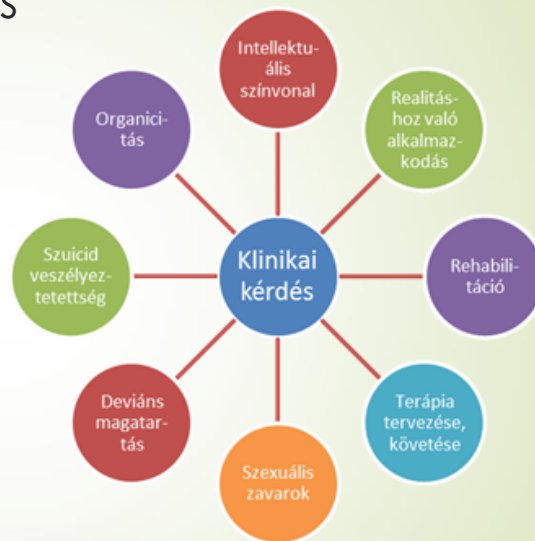 S
Intellektu-
ális
színvonal
Realitás-
hoz való
alkalmaz-
kodás
Rehabili-
táció
Terápia
tervezése,
követése
Szexuális
zavarok
Deviáns
magatar-
tás
Szuicid
veszélyez-
tetettség
Organici-
tás
Klinikai
kérdés